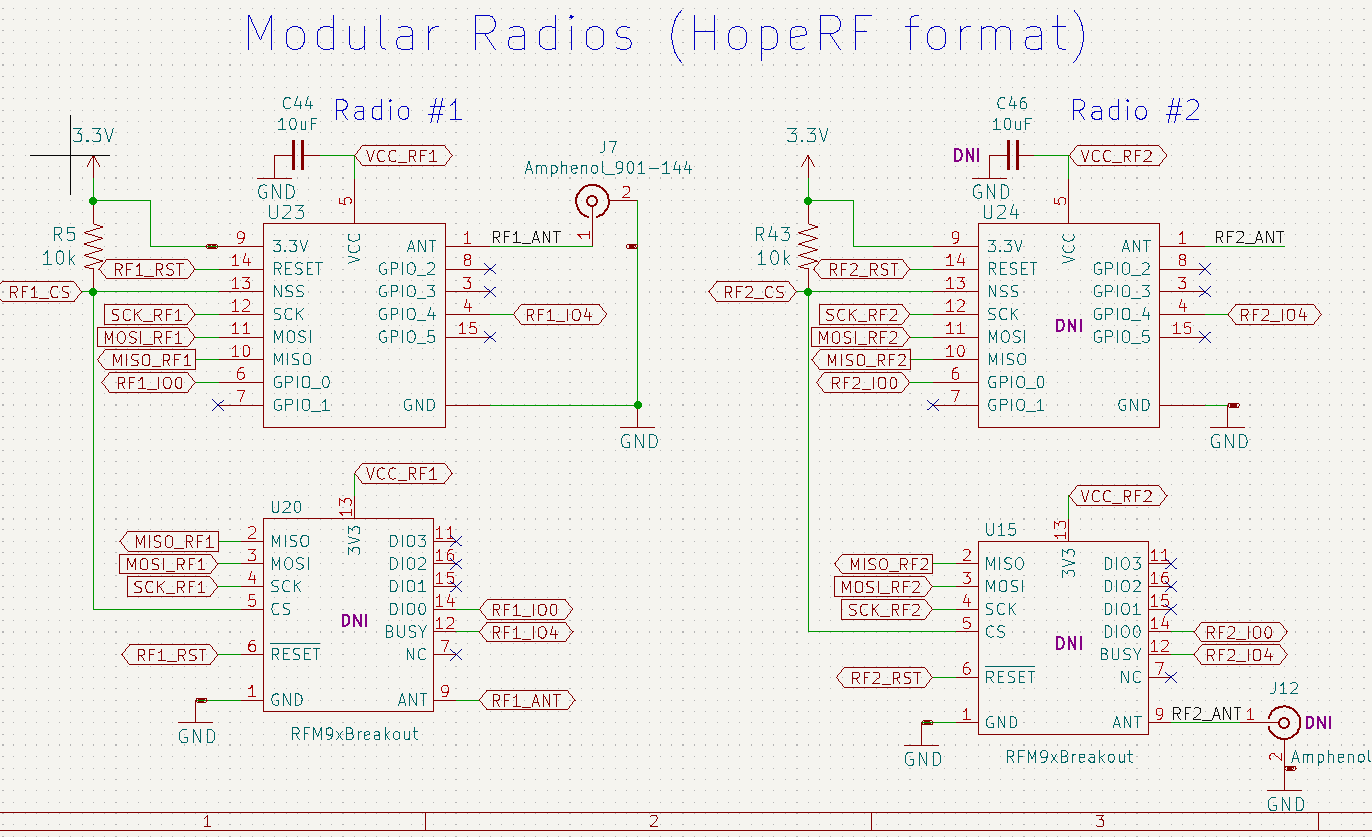 Modular Radios (HopeRF format)
Radio #1
C44
10uF
3.3V
VCC_RF1
GND
U23
J7
Amphenol_901-144
2
1
5
VCC
R5
10k
9 3.3V
14 RESET
13 NSS
12 SCK
11 MOSI
10 MISO
6 GPIO_0
7 GPIO_1
RF1_RST
RF1_CS
SCK_RF1
MOSI_RF1
MISO_RF1
RF1_IO0
ANT 1 RF1_ANT
GPIO_2 8
GPIO_3 3
GPIO_4 4 RF1_IO4
GPIO_5 15
GND
GND
VCC_RF1
U20
13
3V3
MISO_RF1 2 MISO
MOSI_RF1 3 MOSI
SCK_RF1 4 SCK
5 CS
RF1_RST 6 RESET
1 GND
GND
DNI
DIO3 11
DIO2 16
DIO1 15
DIO0 14 RF1_IO0
BUSY 12 RF1_IO4
NC 7
ANT 9 RF1_ANT
RFM9xBreakout
Radio #2
C46
10uF
DNI
3.3V
VCC_RF2
GND
U24
5
VCC
R43
10k
9 3.3V
14 RESET
13 NSS
12 SCK
11 MOSI
10 MISO
6 GPIO_0
7 GPIO_1
RF2_RST
RF2_CS
SCK_RF2
MOSI_RF2
MISO_RF2
RF2_IO0
DNI
ANT 1 RF2_ANT
GPIO_2 8
GPIO_3 3
GPIO_4 4 RF2_IO4
GPIO_5 15
GND
GND
VCC_RF2
U15
13
3V3
MISO_RF2 2 MISO
MOSI_RF2 3 MOSI
SCK_RF2 4 SCK
5 CS
RF2_RST 6 RESET
1 GND
GND
DNI
DIO3 11
DIO2 16
DIO1 15
DIO0 14 RF2_IO0
BUSY 12 RF2_IO4
NC 7
ANT 9 RF2_ANT 1
RFM9xBreakout
J12
DNI
2
Amphenol
GND
1 2 3